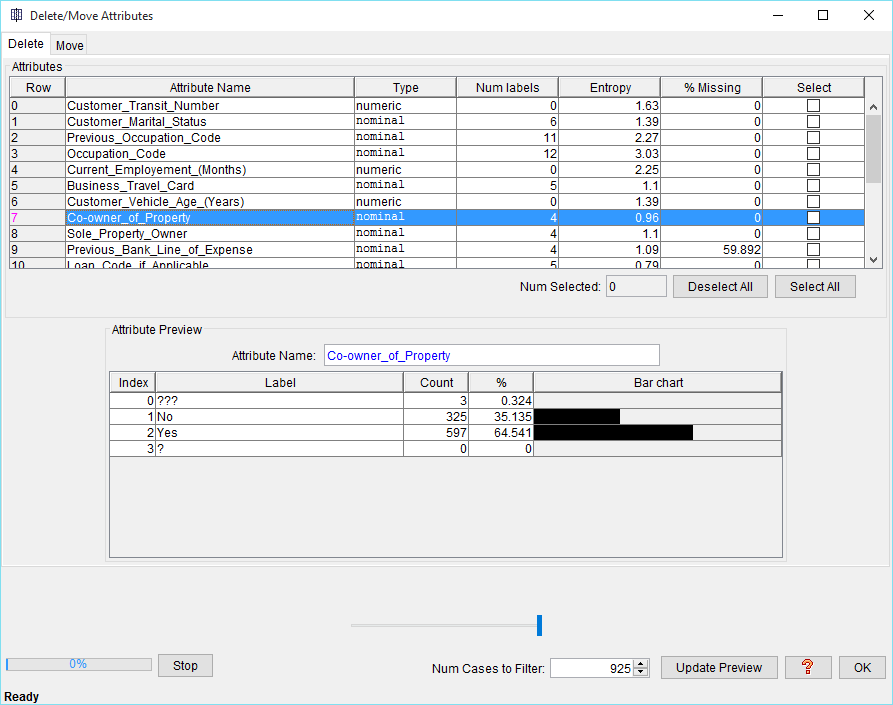 Delete/Move Attributes
Delete Move
Attributes
Row Attribute Name Type Num labels Entropy % Missing Select
0 Customer_Transit_Number numeric 0 1.63 0
1 Customer_Marital_Status nominal 6 1.39 0
2 Previous_Occupation_Code nominal 11 2.27 0
3 Occupation_Code nominal 12 3.03 0
4 Current_Employement_(Months) numeric 0 2.25 0
5 Business_Travel_Card nominal 5 1.1 0
6 Customer_Vehicle_Age_(Years) numeric 0 1.39 0
7 Co-owner_of_Property nominal 4 0.96 0
8 Sole_Property_Owner nominal 4 1.1 0
9 Previous_Bank_Line_of_Expense nominal 4 1.09 59.892
10 Loan_Code_if_Applicable nominal 5 0.79 0
Num Selected: 0 Deselect All Select All
Attribute Preview
Attribute Name: Co-owner_of_Property
Index Label Count % Bar chart
0 ??? 3 0.324
1 No 325 35.135
2 Yes 597 64.541
3 ? 0 0
0% Stop Num Cases to Filter: 925 Update Preview ? OK
Ready